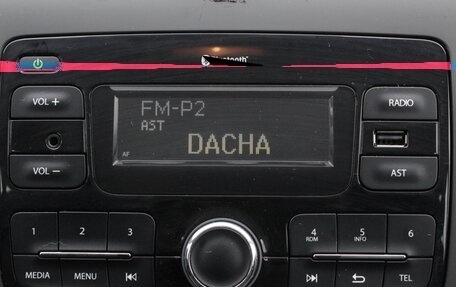 Bluetooth®
VOL +
FM-P2
AST
AF
DACHA
RADIO
VOL −
AST
1 2 3
4 RDM 5 INFO 6
MEDIA MENU
TEL